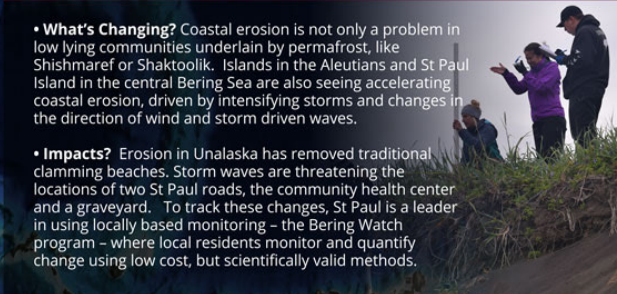 • What's Changing? Coastal erosion is not only a problem in
low lying communities underlain by permafrost, like
Shishmaref or Shaktoolik.  Islands in the Aleutians and St Paul
Island in the central Bering Sea are also seeing accelerating
coastal erosion, driven by intensifying storms and changes in
the direction of wind and storm driven waves.
• Impacts?  Erosion in Unalaska has removed traditional
clamming beaches. Storm waves are threatening the
locations of two St Paul roads, the community health center
and a graveyard.   To track these changes, St Paul is a leader
in using locally based monitoring – the Bering Watch
program – where local residents monitor and quantify
change using low cost, but scientifically valid methods.